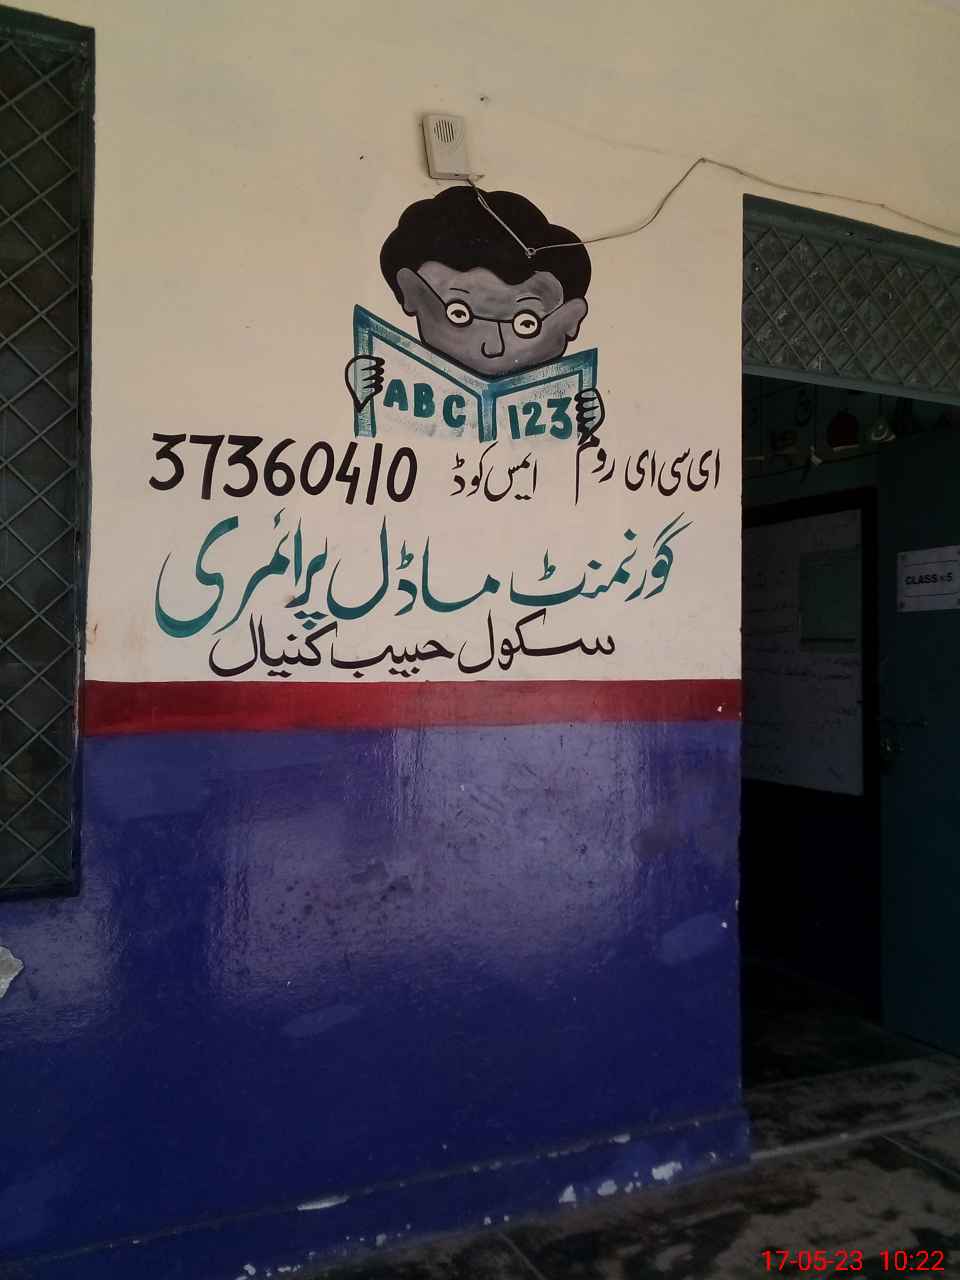 ABC 123
ای سی ای روم ایمس کوڈ 37360410
گورنمنٹ ماڈل پرائمری
سکول حبیب کنیال
CLASS:5
17-05-23 10:22